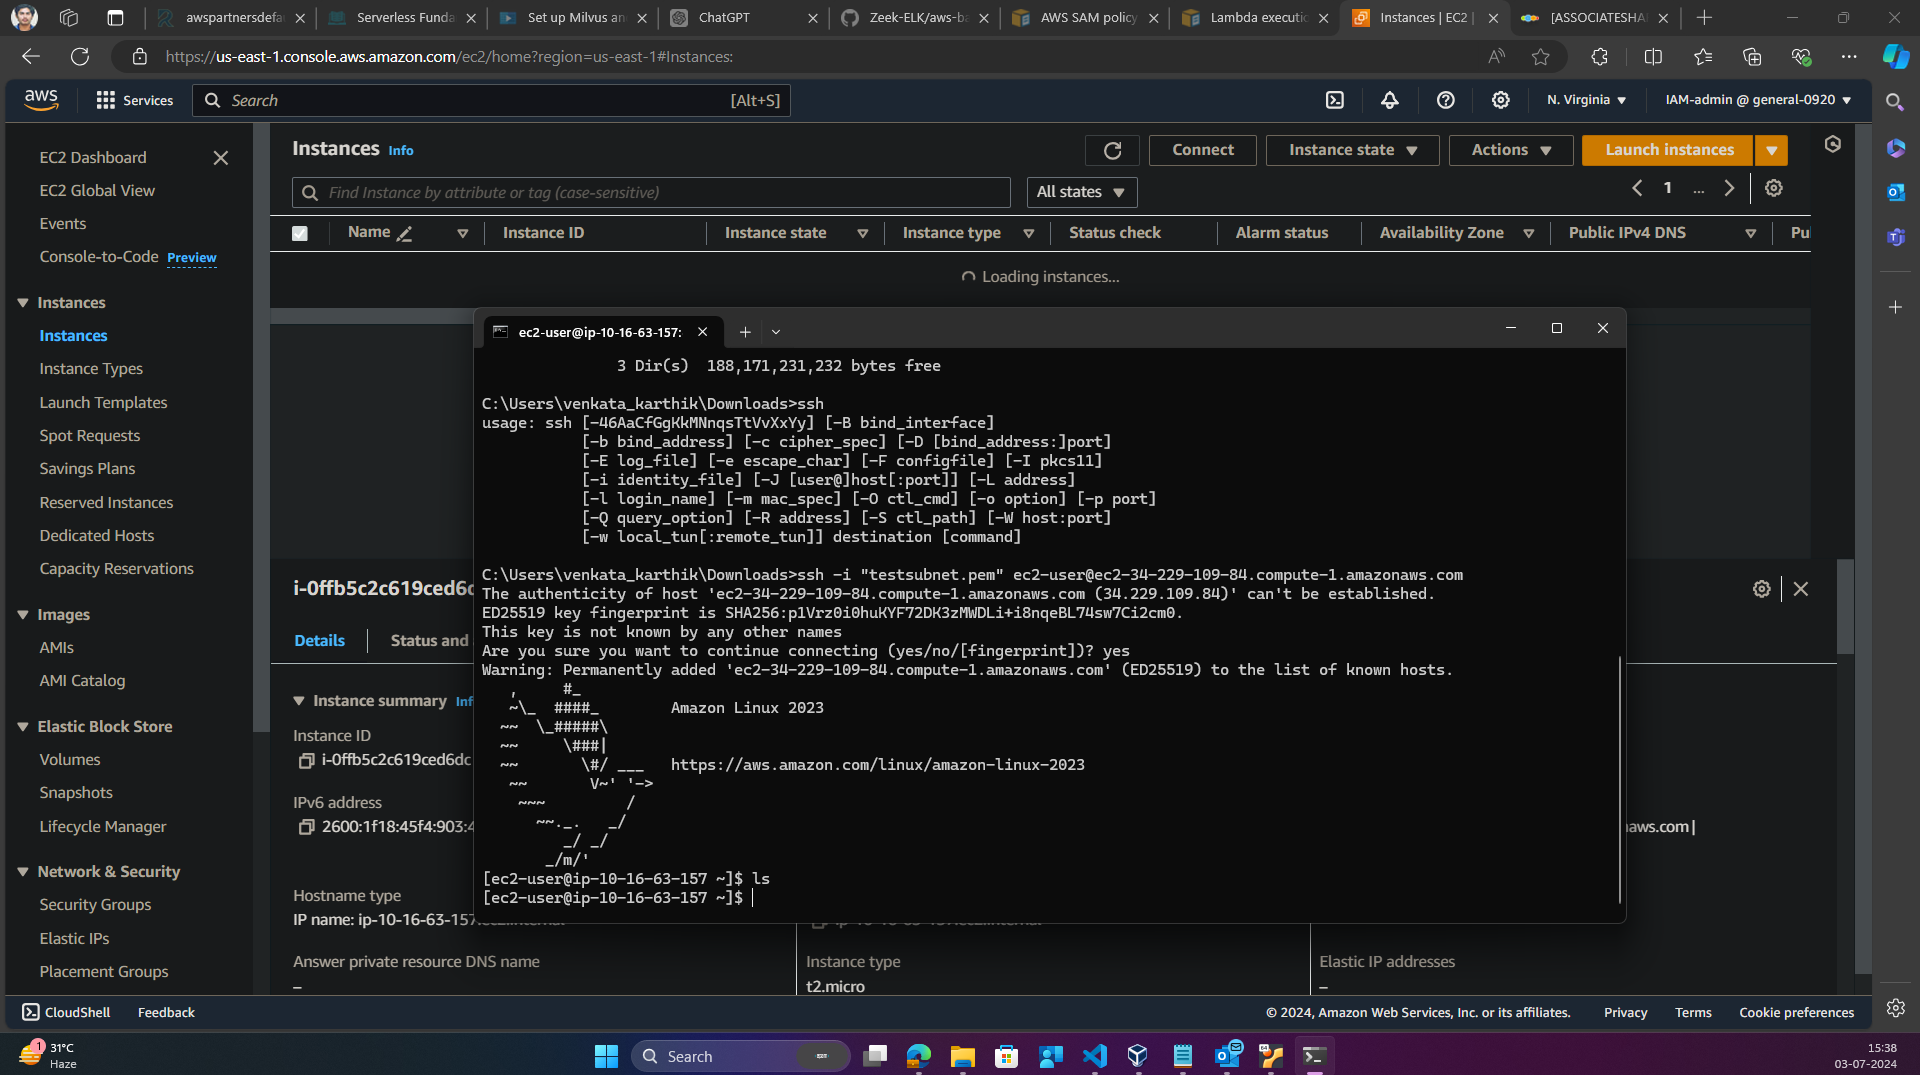 awspartnersdefau
Serverless Funda
Set up Milvus an
ChatGPT
Zeek-ELK/aws-ba
AWS SAM policy
Lambda executio
Instances | EC2 |
[ASSOCIATESHA
https://us-east-1.console.aws.amazon.com/ec2/home?region=us-east-1#Instances:
aws
Services
Search
[Alt+S]
N. Virginia
IAM-admin @ general-0920
EC2 Dashboard
EC2 Global View
Events
Console-to-Code Preview
Instances
Instances
Instance Types
Launch Templates
Spot Requests
Savings Plans
Reserved Instances
Dedicated Hosts
Capacity Reservations
Images
AMIs
AMI Catalog
Elastic Block Store
Volumes
Snapshots
Lifecycle Manager
Network & Security
Security Groups
Elastic IPs
Placement Groups
Instances Info
Connect
Instance state
Actions
Launch instances
Find Instance by attribute or tag (case-sensitive)
All states
1 ...
Name
Instance ID
Instance state
Instance type
Status check
Alarm status
Availability Zone
Public IPv4 DNS
Loading instances...
ec2-user@ip-10-16-63-157:
3 Dir(s)  188,171,231,232 bytes free
C:\Users\venkata_karthik\Downloads>ssh
usage: ssh [-46AaCfGgKkMNnqsTtVvXxYy] [-B bind_interface]
[-b bind_address] [-c cipher_spec] [-D [bind_address:]port]
[-E log_file] [-e escape_char] [-F configfile] [-I pkcs11]
[-i identity_file] [-J [user@]host[:port]] [-L address]
[-l login_name] [-m mac_spec] [-O ctl_cmd] [-o option] [-p port]
[-Q query_option] [-R address] [-S ctl_path] [-W host:port]
[-w local_tun[:remote_tun]] destination [command]
C:\Users\venkata_karthik\Downloads>ssh -i "testsubnet.pem" ec2-user@ec2-34-229-109-84.compute-1.amazonaws.com
The authenticity of host 'ec2-34-229-109-84.compute-1.amazonaws.com (34.229.109.84)' can't be established.
ED25519 key fingerprint is SHA256:p1Vrz0i0huKYF72DK3zMWDLi+i8nqeBL74sw7Ci2cm0.
This key is not known by any other names
Are you sure you want to continue connecting (yes/no/[fingerprint])? yes
Warning: Permanently added 'ec2-34-229-109-84.compute-1.amazonaws.com' (ED25519) to the list of known hosts.
   ,     #_
   ~\_  ####_        Amazon Linux 2023
  ~~  \_#####\
  ~~     \###|
  ~~       \#/ ___   https://aws.amazon.com/linux/amazon-linux-2023
   ~~       V~' '->
    ~~~         /
      ~~._.   _/
         _/ _/
       _/m/'
[ec2-user@ip-10-16-63-157 ~]$ ls
[ec2-user@ip-10-16-63-157 ~]$
i-0ffb5c2c619ced6dc
Details
Status and
Instance summary
Instance ID
i-0ffb5c2c619ced6dc
IPv6 address
2600:1f18:45f4:903:4
naws.com |
Hostname type
IP name: ip-10-16-63-157.ec2.internal
ip-10-16-63-157.ec2.internal
Answer private resource DNS name
–
Instance type
t2.micro
Elastic IP addresses
–
CloudShell
Feedback
© 2024, Amazon Web Services, Inc. or its affiliates.
Privacy
Terms
Cookie preferences
1
31°C
Haze
Search
15:38
03-07-2024